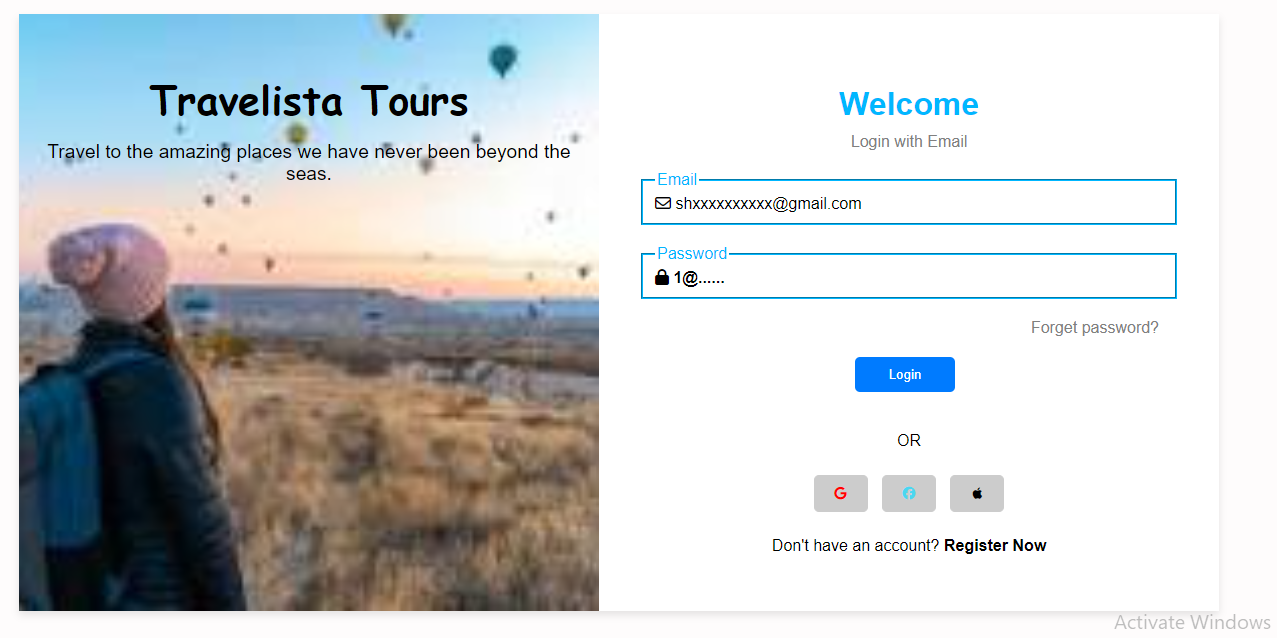 Travelista Tours
Travel to the amazing places we have never been beyond the
seas.
Welcome
Login with Email
Email
shxxxxxxxxxx@gmail.com
Password
1@......
Forget password?
Login
OR
Don't have an account? Register Now
Activate Windows